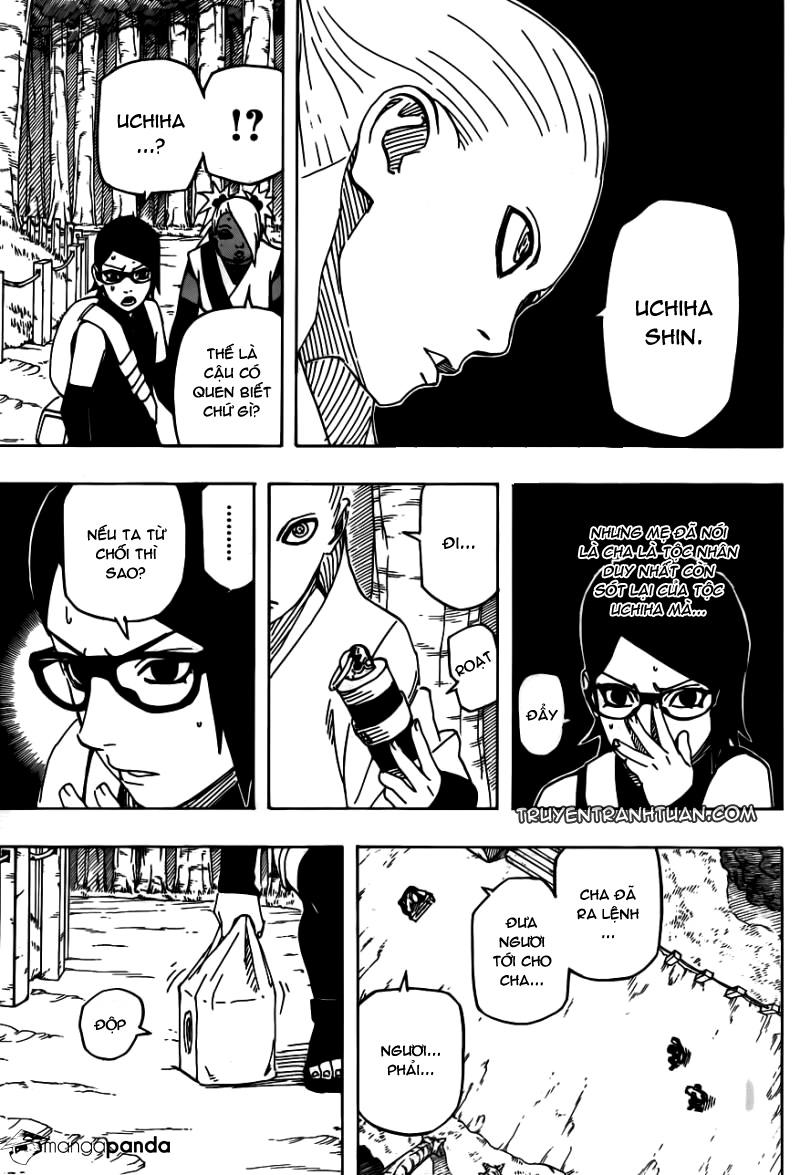 UCHIHA
SHIN.
!?
UCHIHA
...?
THẾ LÀ
CẬU CÓ
QUEN BIẾT
CHỨ GÌ?
NHƯNG MẸ ĐÃ NÓI
LÀ CHA LÀ TỘC NHÂN
DUY NHẤT CÒN
SÓT LẠI CỦA TỘC
UCHIHA MÀ...
ĐẨY
ĐI...
ROẠT
........
NẾU TA TỪ
CHỐI THÌ
SAO?
TRUYENTRANHTUAN.COM
CHA ĐÃ
RA LỆNH
...
ĐƯA
NGƯƠI
TỚI CHO
CHA...
NGƯƠI...
PHẢI...
ĐỘP
mangapanda